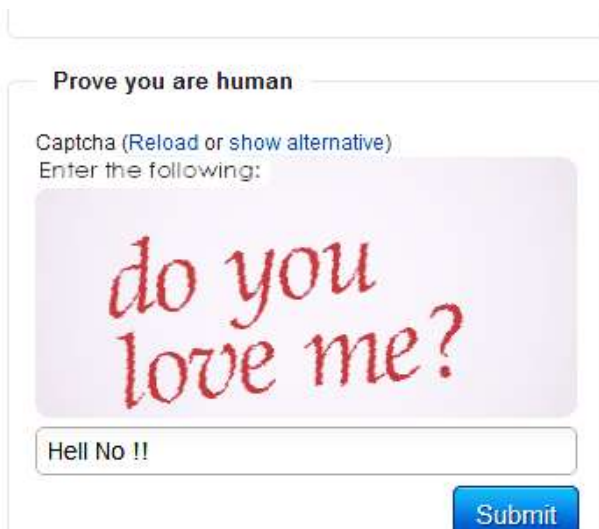 Prove you are human
Captcha (Reload or show alternative)
Enter the following:
do you
love me?
Hell No !!
Submit